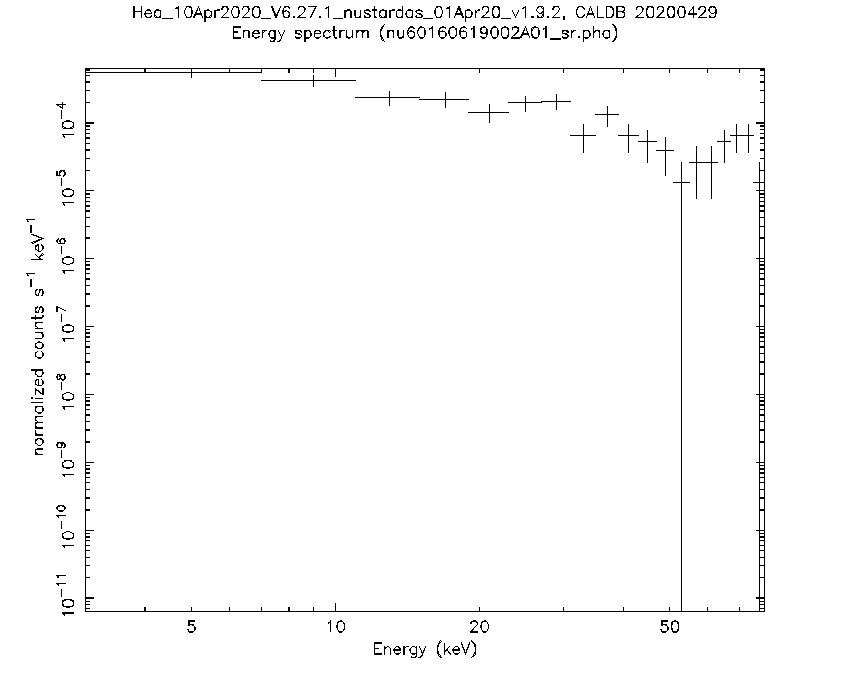 Hea_10Apr2020_V6.27.1_nustardas_01Apr20_v1.9.2, CALDB 20200429
Energy spectrum (nu60160619002A01_sr.pha)
normalized counts s⁻¹ keV⁻¹
10⁻⁴
10⁻⁵
10⁻⁶
10⁻⁷
10⁻⁸
10⁻⁹
10⁻¹⁰
10⁻¹¹
5 10 20 50
Energy (keV)